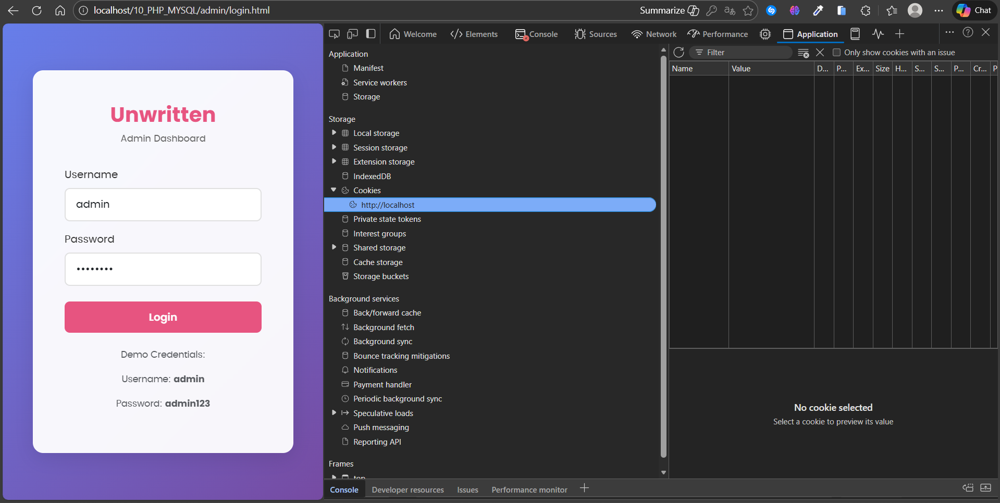 localhost/10_PHP_MYSQL/admin/login.html
Summarize
Chat
Unwritten
Admin Dashboard
Username
admin
Password
••••••••
Login
Demo Credentials:
Username: admin
Password: admin123
Welcome
Elements
Console
Sources
Network
Performance
Application
Application
Manifest
Service workers
Storage
Storage
Local storage
Session storage
Extension storage
IndexedDB
Cookies
http://localhost
Private state tokens
Interest groups
Shared storage
Cache storage
Storage buckets
Background services
Back/forward cache
Background fetch
Background sync
Bounce tracking mitigations
Notifications
Payment handler
Periodic background sync
Speculative loads
Push messaging
Reporting API
Frames
top
Filter
Only show cookies with an issue
Name Value D... P... Ex... Size H... S... S... P... Cr... P
No cookie selected
Select a cookie to preview its value
Console Developer resources Issues Performance monitor